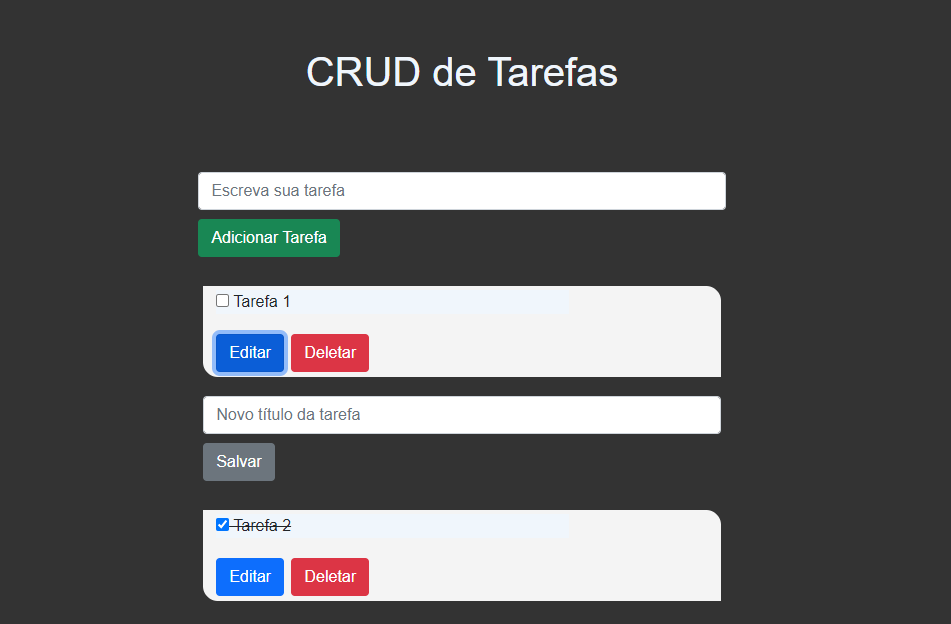 CRUD de Tarefas
Escreva sua tarefa
Adicionar Tarefa
Tarefa 1
Editar Deletar
Novo título da tarefa
Salvar
Tarefa 2
Editar Deletar